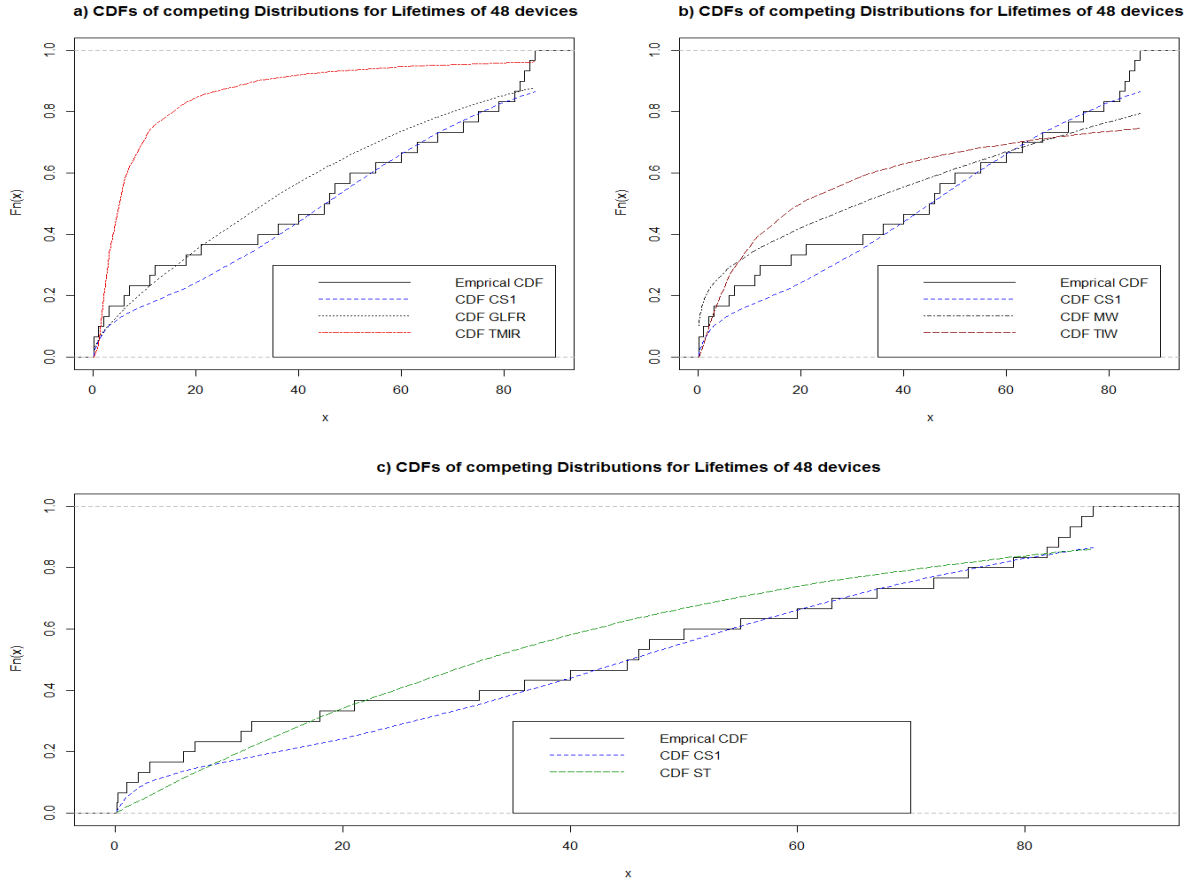 a) CDFs of competing Distributions for Lifetimes of 48 devices
Fn(x)
1.0
0.8
0.6
0.4
0.2
0.0
Emprical CDF
CDF CS1
CDF GLFR
CDF TMIR
0 20 40 60 80
x
b) CDFs of competing Distributions for Lifetimes of 48 devices
Fn(x)
1.0
0.8
0.6
0.4
0.2
0.0
Emprical CDF
CDF CS1
CDF MW
CDF TIW
0 20 40 60 80
x
c) CDFs of competing Distributions for Lifetimes of 48 devices
Fn(x)
1.0
0.8
0.6
0.4
0.2
0.0
Emprical CDF
CDF CS1
CDF ST
0 20 40 60 80
x